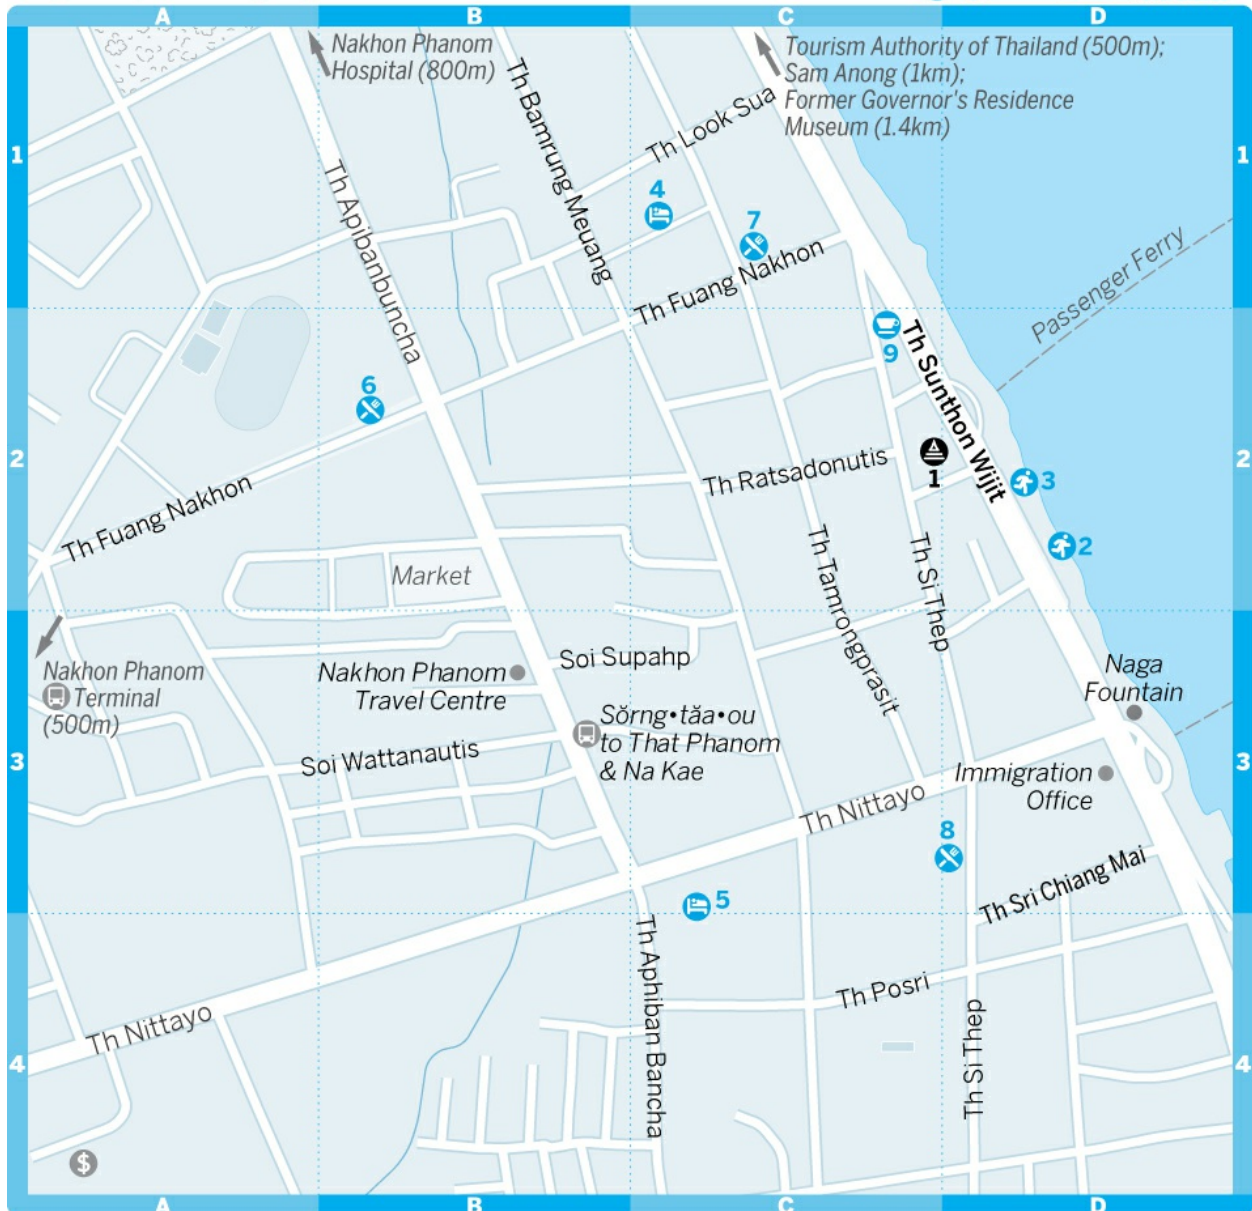 A
B
C
D
Nakhon Phanom
Hospital (800m)
Tourism Authority of Thailand (500m);
Sam Anong (1km);
Former Governor's Residence
Museum (1.4km)
Th Bamrung Meuang
Th Look Sua
1
1
Th Apibanbuncha
4
7
Th Fuang Nakhon
Passenger Ferry
9
Th Sunthon Wijit
6
2
2
Th Ratsadonutis
1
3
2
Th Fuang Nakhon
Market
Th Tamrongprasit
Th Si Thep
Nakhon Phanom
Terminal
(500m)
Nakhon Phanom
Travel Centre
Soi Supahp
Naga
Fountain
Sŏrng•tăa•ou
to That Phanom
& Na Kae
Soi Wattanautis
3
3
Immigration
Office
Th Nittayo
8
Th Sri Chiang Mai
5
Th Aphiban Bancha
Th Posri
Th Nittayo
Th Si Thep
4
4
$
A
B
C
D